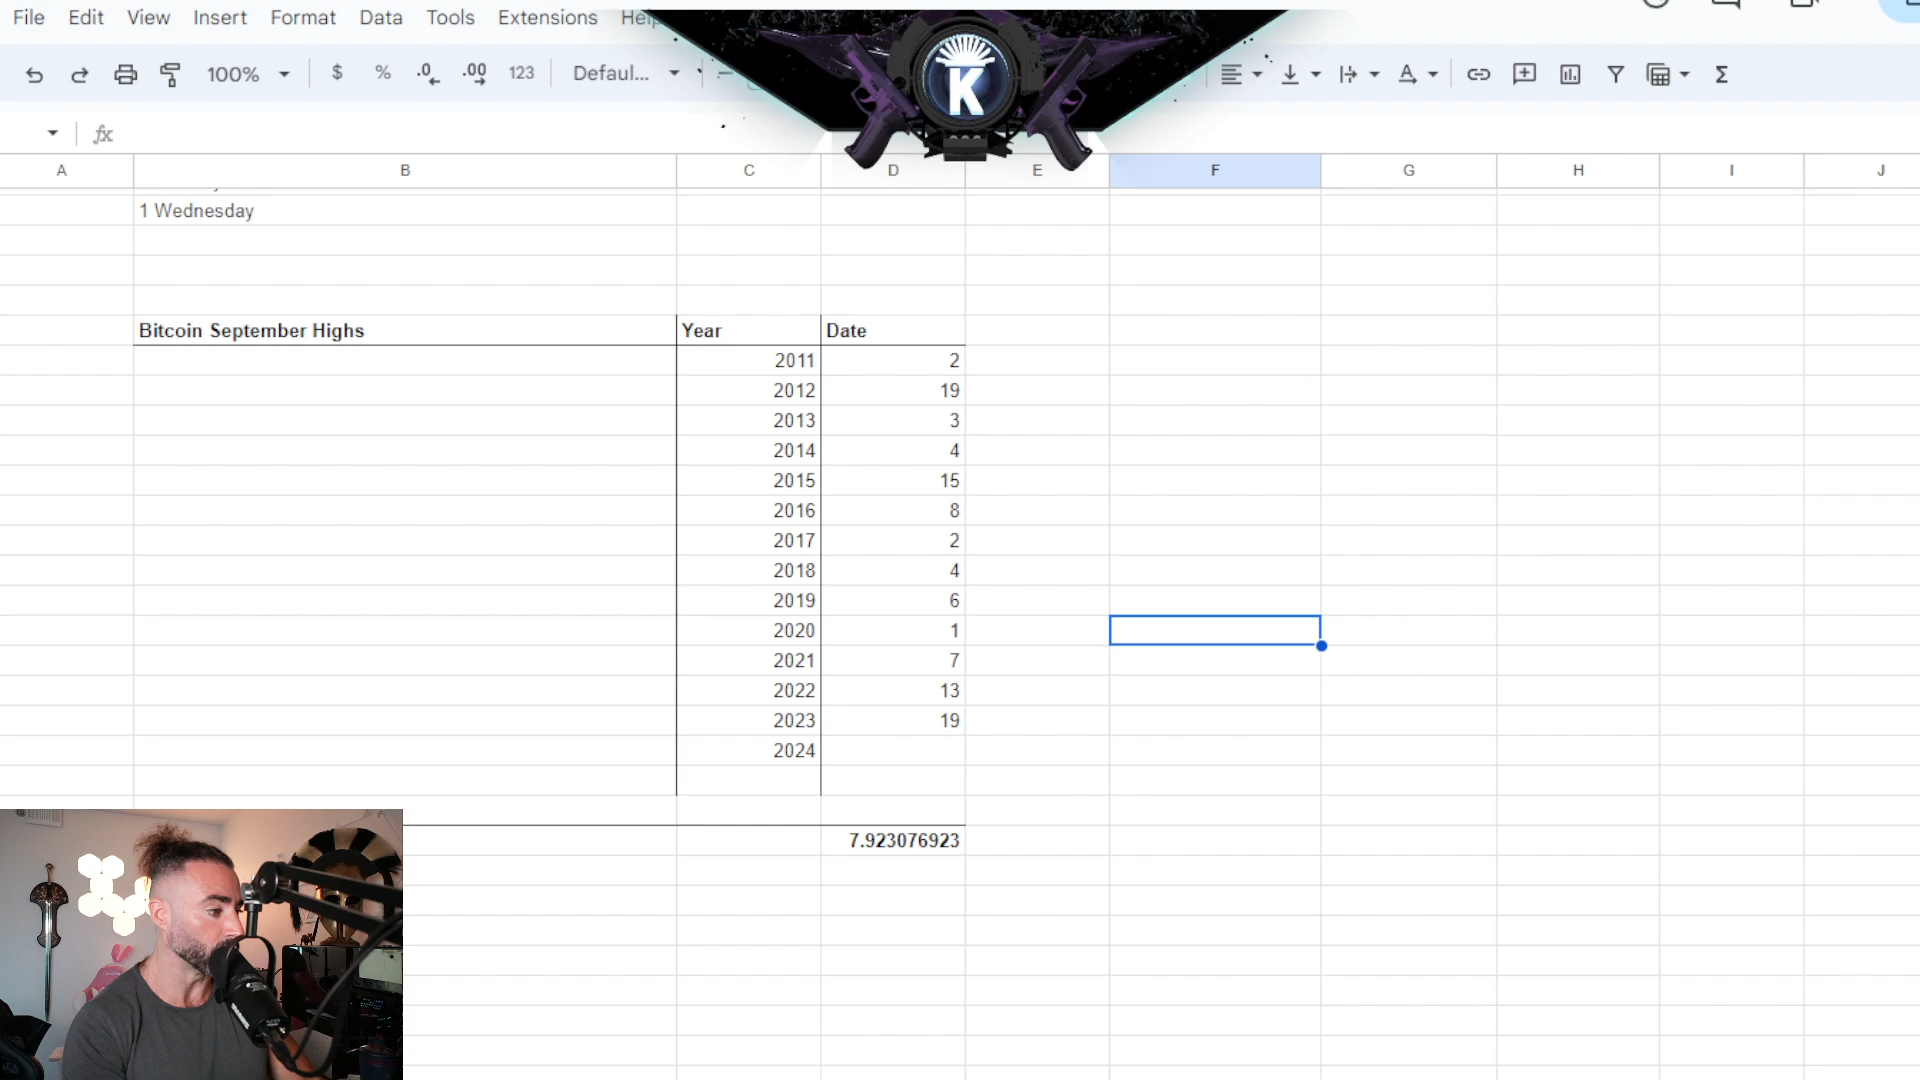 File Edit View Insert Format Data Tools Extensions Help
100% $ % .0 .00 123 Defaul...
fx
A B C D E F G H I J
1 Wednesday
Bitcoin September Highs Year Date
2011 2
2012 19
2013 3
2014 4
2015 15
2016 8
2017 2
2018 4
2019 6
2020 1
2021 7
2022 13
2023 19
2024
7.923076923
K